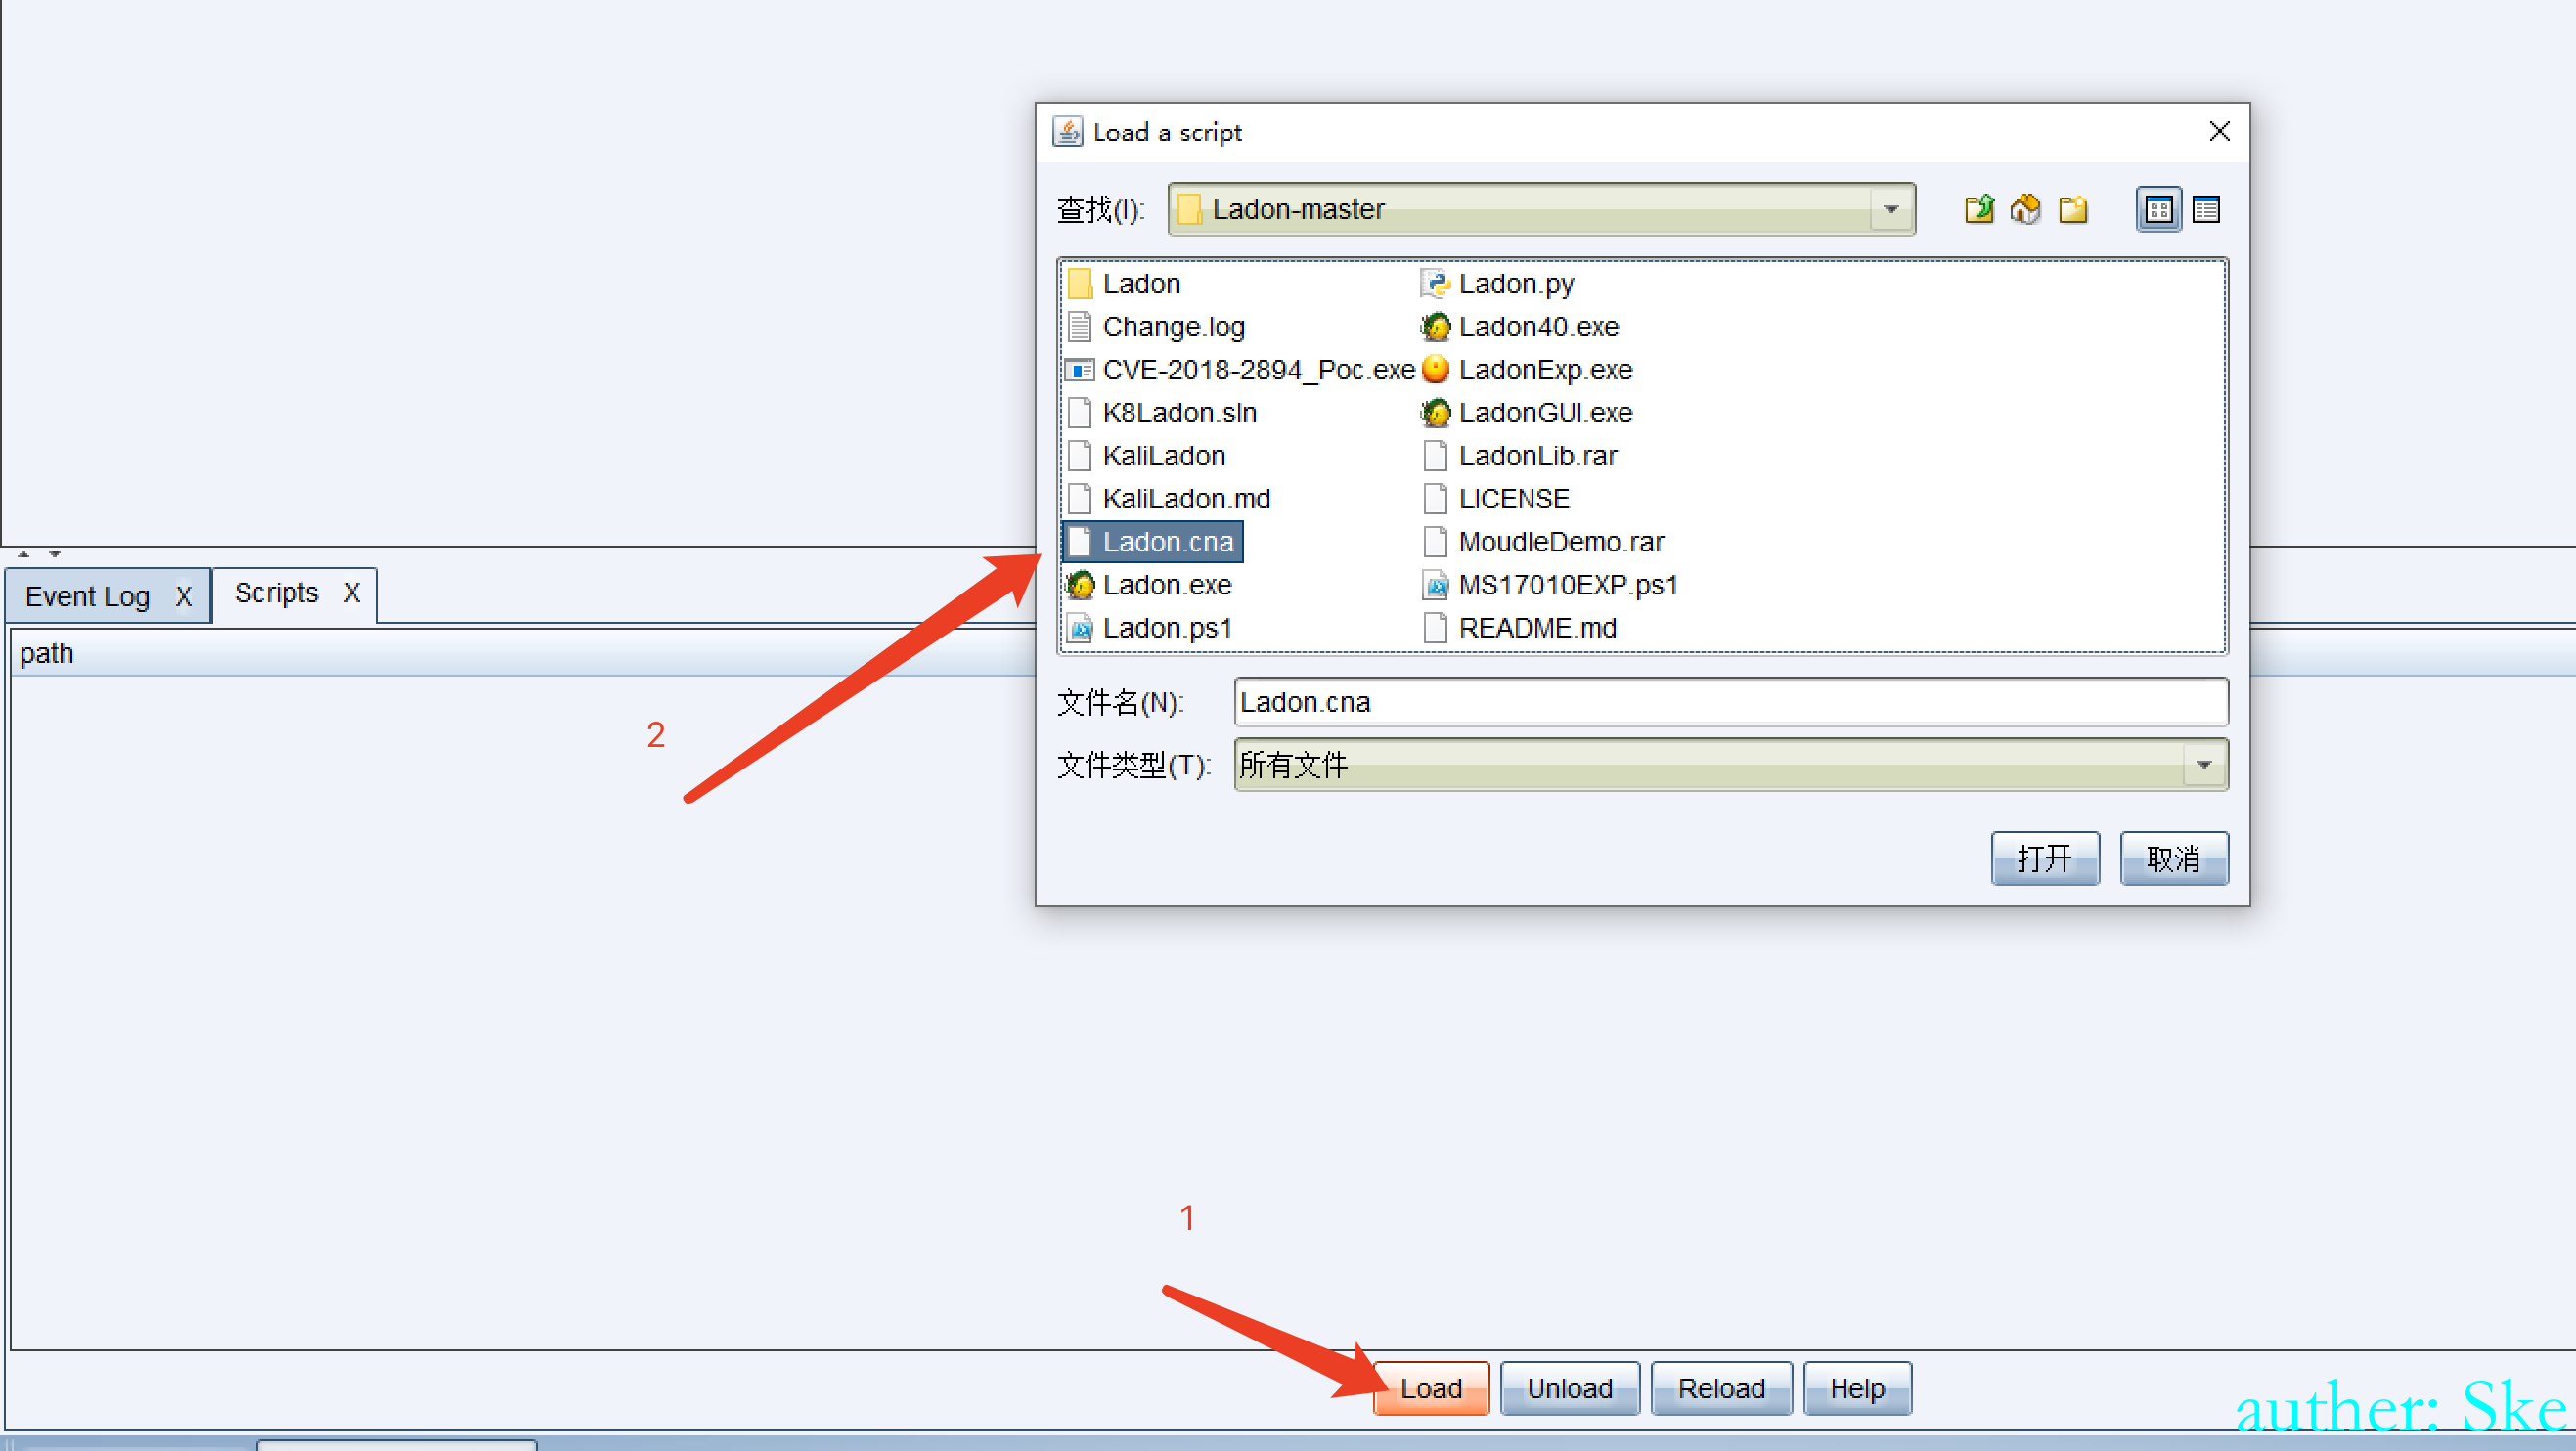 Load a script
查找(I):
Ladon-master
Ladon
Change.log
CVE-2018-2894_Poc.exe
K8Ladon.sln
KaliLadon
KaliLadon.md
Ladon.cna
Ladon.exe
Ladon.ps1
Ladon.py
Ladon40.exe
LadonExp.exe
LadonGUI.exe
LadonLib.rar
LICENSE
MoudleDemo.rar
MS17010EXP.ps1
README.md
文件名(N):
Ladon.cna
文件类型(T):
所有文件
打开
取消
Event Log X
Scripts X
path
2
1
Load
Unload
Reload
Help
auther: Ske